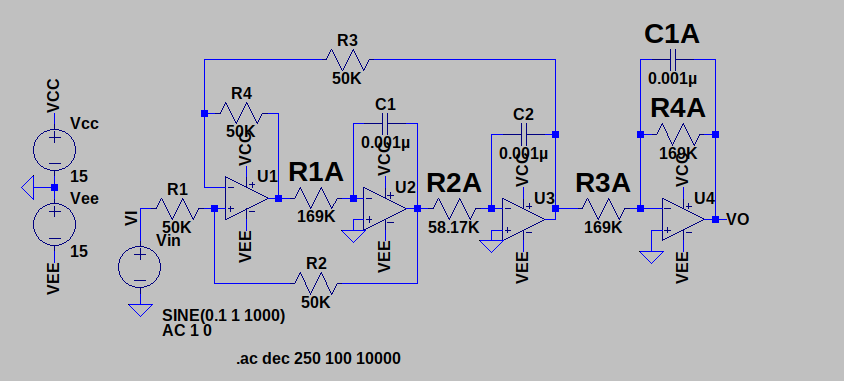 C1A
R3
0.001µ
50K
VCC
R4
C1
C2
R4A
Vcc
50K
0.001µ
0.001µ
169K
VCC
VCC
VCC
VCC
15
U1
R1A
U2
R2A
U3
R3A
U4
Vee
R1
169K
58.17K
169K
VO
VI
50K
Vin
15
VEE
VEE
VEE
VEE
VEE
R2
50K
SINE(0.1 1 1000)
AC 1 0
.ac dec 250 100 10000